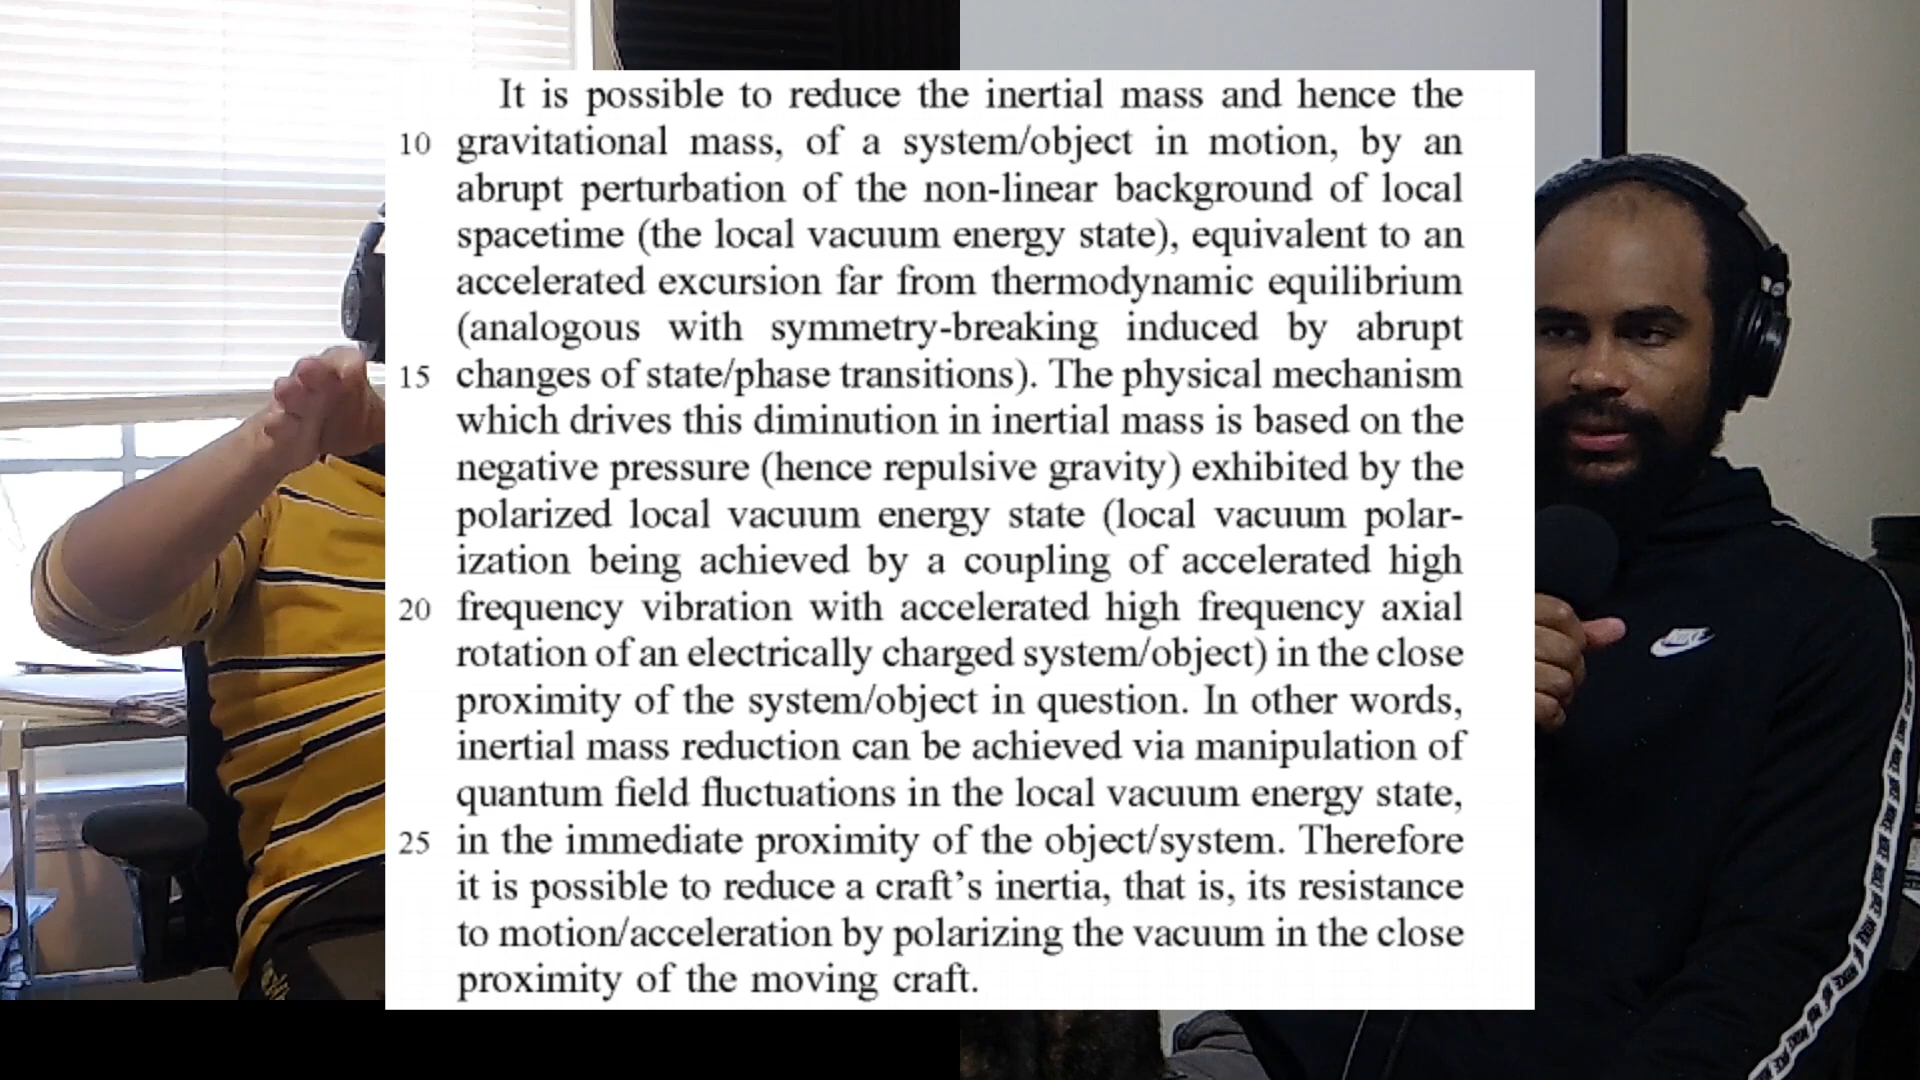 It is possible to reduce the inertial mass and hence the
10 gravitational mass, of a system/object in motion, by an
abrupt perturbation of the non-linear background of local
spacetime (the local vacuum energy state), equivalent to an
accelerated excursion far from thermodynamic equilibrium
(analogous with symmetry-breaking induced by abrupt
15 changes of state/phase transitions). The physical mechanism
which drives this diminution in inertial mass is based on the
negative pressure (hence repulsive gravity) exhibited by the
polarized local vacuum energy state (local vacuum polar-
ization being achieved by a coupling of accelerated high
20 frequency vibration with accelerated high frequency axial
rotation of an electrically charged system/object) in the close
proximity of the system/object in question. In other words,
inertial mass reduction can be achieved via manipulation of
quantum field fluctuations in the local vacuum energy state,
25 in the immediate proximity of the object/system. Therefore
it is possible to reduce a craft's inertia, that is, its resistance
to motion/acceleration by polarizing the vacuum in the close
proximity of the moving craft.
NIKE